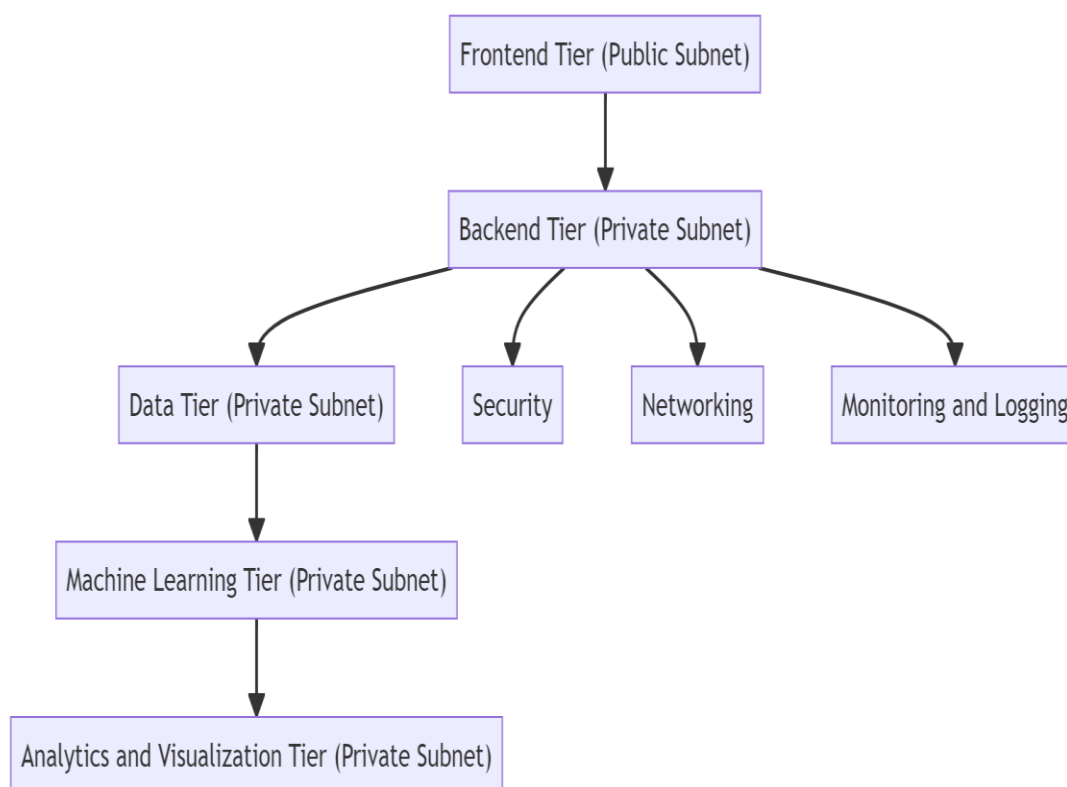 Frontend Tier (Public Subnet)
Backend Tier (Private Subnet)
Data Tier (Private Subnet)
Security
Networking
Monitoring and Logging
Machine Learning Tier (Private Subnet)
Analytics and Visualization Tier (Private Subnet)